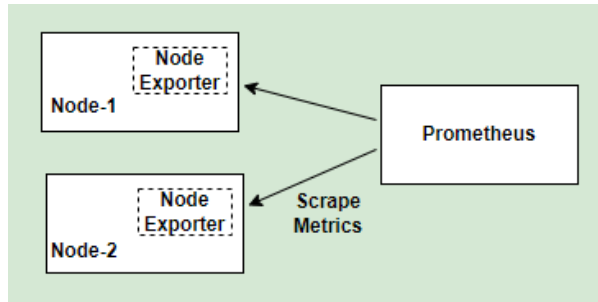 Node
Exporter
Node-1
Prometheus
Node
Exporter
Node-2
Scrape
Metrics